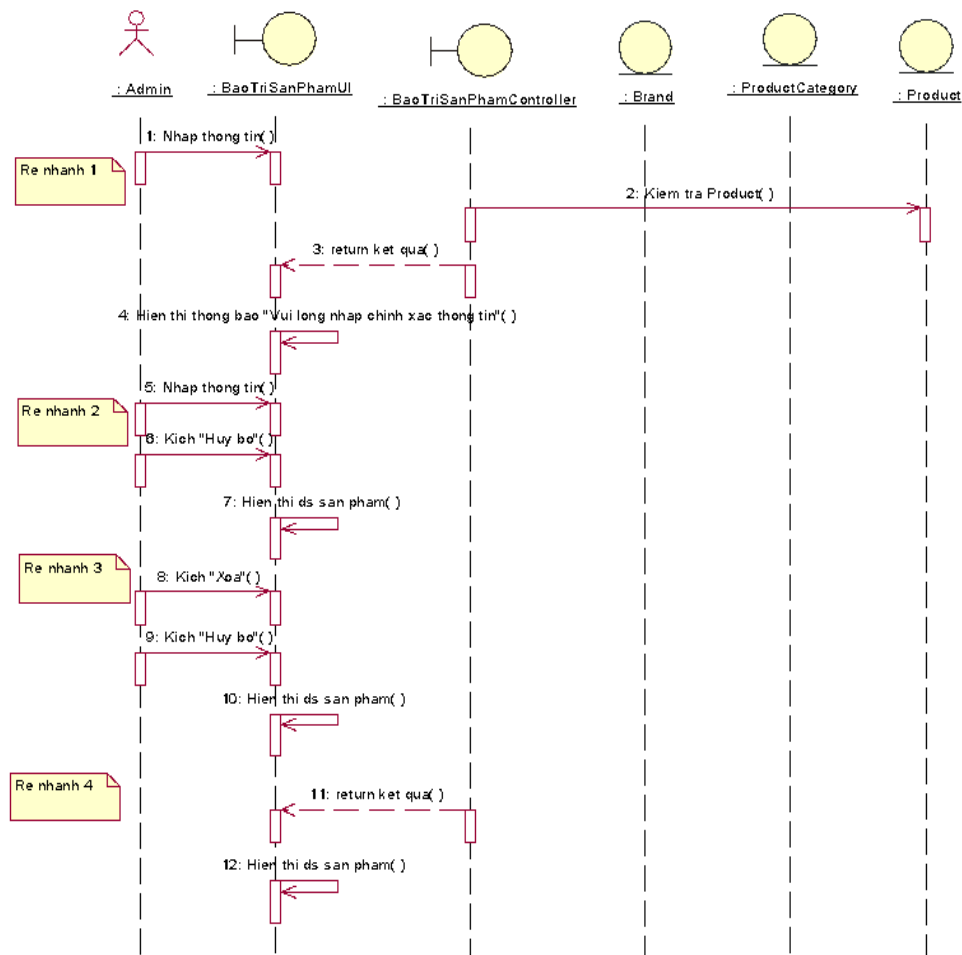 : Admin
: BaoTriSanPhamUI
: BaoTriSanPhamController
: Brand
: ProductCategory
: Product
1: Nhap thong tin( )
Re nhanh 1
2: Kiem tra Product( )
3: return ket qua( )
4: Hien thi thong bao "Vui long nhap chinh xac thong tin"( )
5: Nhap thong tin( )
Re nhanh 2
6: Kich "Huy bo"( )
7: Hien thi ds san pham( )
Re nhanh 3
8: Kich "Xoa"( )
9: Kich "Huy bo"( )
10: Hien thi ds san pham( )
Re nhanh 4
11: return ket qua( )
12: Hien thi ds san pham( )